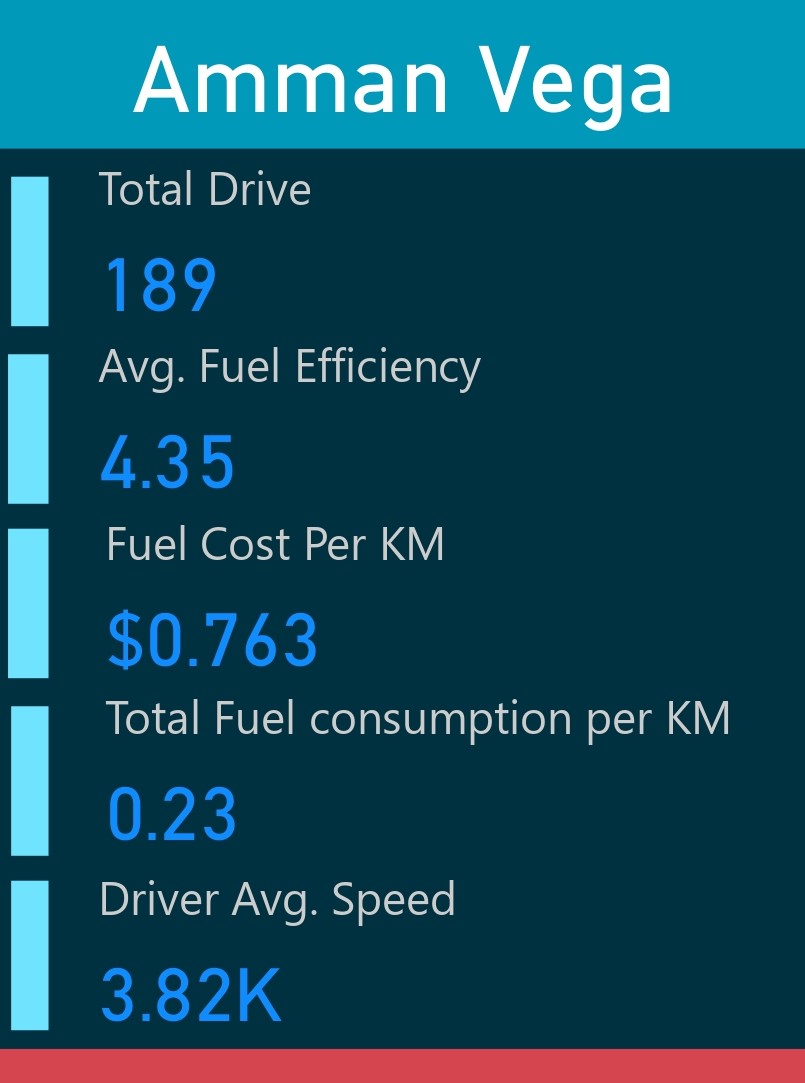 Amman Vega
Total Drive
189
Avg. Fuel Efficiency
4.35
Fuel Cost Per KM
$0.763
Total Fuel consumption per KM
0.23
Driver Avg. Speed
3.82K